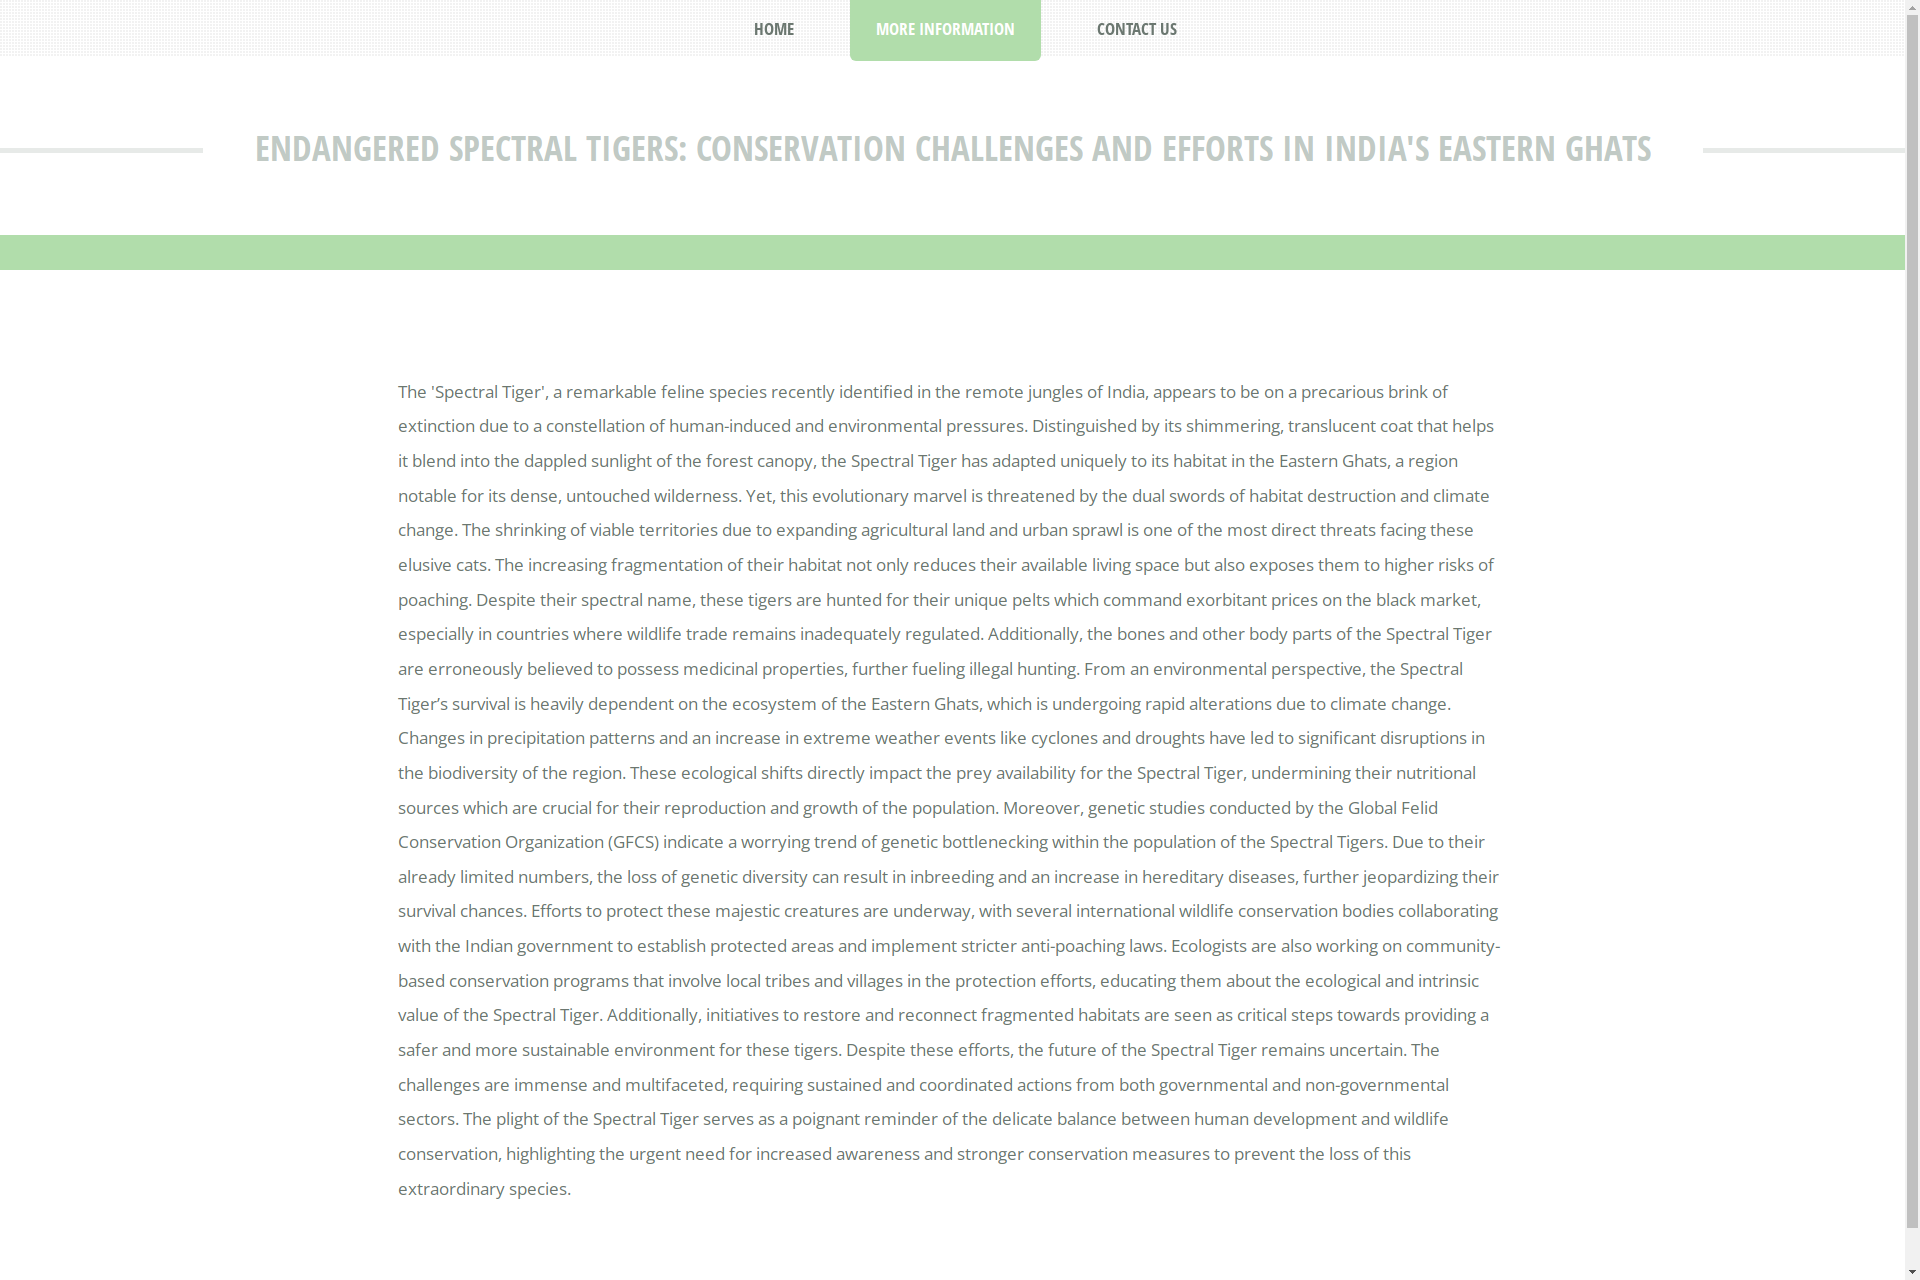 HOME
MORE INFORMATION
CONTACT US
ENDANGERED SPECTRAL TIGERS: CONSERVATION CHALLENGES AND EFFORTS IN INDIA'S EASTERN GHATS
The 'Spectral Tiger', a remarkable feline species recently identified in the remote jungles of India, appears to be on a precarious brink of
extinction due to a constellation of human-induced and environmental pressures. Distinguished by its shimmering, translucent coat that helps
it blend into the dappled sunlight of the forest canopy, the Spectral Tiger has adapted uniquely to its habitat in the Eastern Ghats, a region
notable for its dense, untouched wilderness. Yet, this evolutionary marvel is threatened by the dual swords of habitat destruction and climate
change. The shrinking of viable territories due to expanding agricultural land and urban sprawl is one of the most direct threats facing these
elusive cats. The increasing fragmentation of their habitat not only reduces their available living space but also exposes them to higher risks of
poaching. Despite their spectral name, these tigers are hunted for their unique pelts which command exorbitant prices on the black market,
especially in countries where wildlife trade remains inadequately regulated. Additionally, the bones and other body parts of the Spectral Tiger
are erroneously believed to possess medicinal properties, further fueling illegal hunting. From an environmental perspective, the Spectral
Tiger’s survival is heavily dependent on the ecosystem of the Eastern Ghats, which is undergoing rapid alterations due to climate change.
Changes in precipitation patterns and an increase in extreme weather events like cyclones and droughts have led to significant disruptions in
the biodiversity of the region. These ecological shifts directly impact the prey availability for the Spectral Tiger, undermining their nutritional
sources which are crucial for their reproduction and growth of the population. Moreover, genetic studies conducted by the Global Felid
Conservation Organization (GFCS) indicate a worrying trend of genetic bottlenecking within the population of the Spectral Tigers. Due to their
already limited numbers, the loss of genetic diversity can result in inbreeding and an increase in hereditary diseases, further jeopardizing their
survival chances. Efforts to protect these majestic creatures are underway, with several international wildlife conservation bodies collaborating
with the Indian government to establish protected areas and implement stricter anti-poaching laws. Ecologists are also working on community-
based conservation programs that involve local tribes and villages in the protection efforts, educating them about the ecological and intrinsic
value of the Spectral Tiger. Additionally, initiatives to restore and reconnect fragmented habitats are seen as critical steps towards providing a
safer and more sustainable environment for these tigers. Despite these efforts, the future of the Spectral Tiger remains uncertain. The
challenges are immense and multifaceted, requiring sustained and coordinated actions from both governmental and non-governmental
sectors. The plight of the Spectral Tiger serves as a poignant reminder of the delicate balance between human development and wildlife
conservation, highlighting the urgent need for increased awareness and stronger conservation measures to prevent the loss of this
extraordinary species.